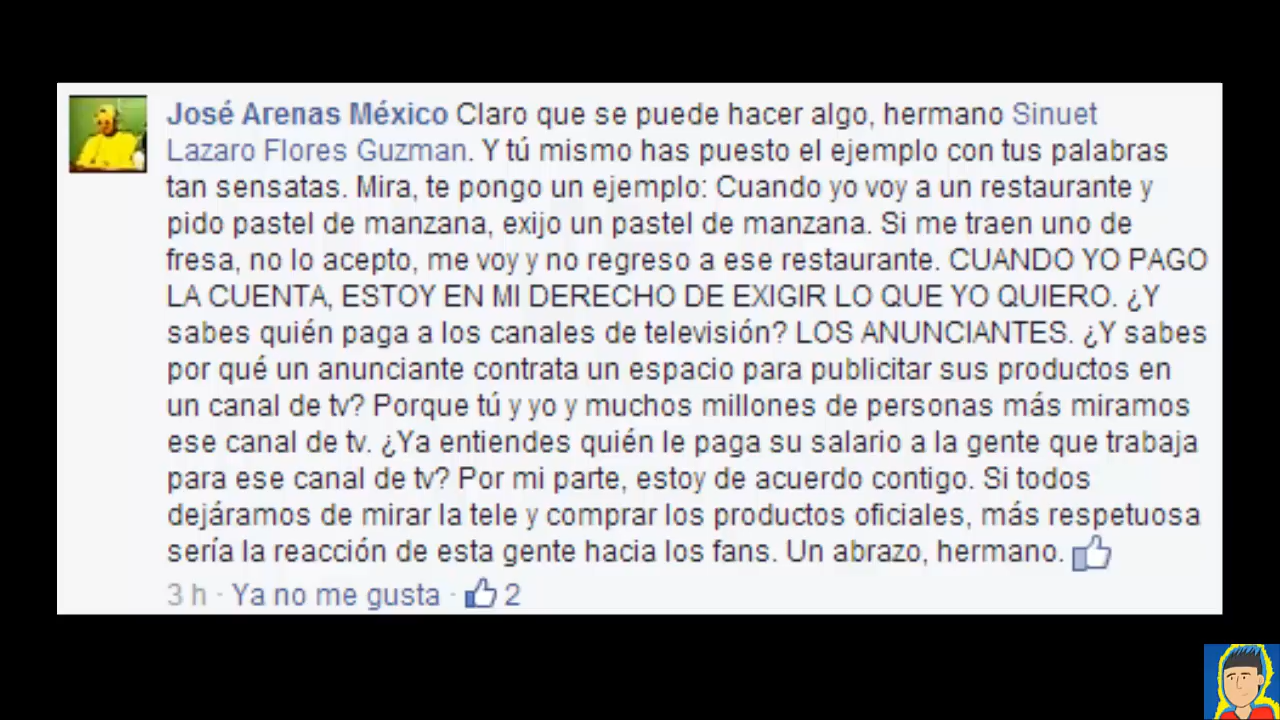 José Arenas México Claro que se puede hacer algo, hermano Sinuet
Lazaro Flores Guzman. Y tú mismo has puesto el ejemplo con tus palabras
tan sensatas. Mira, te pongo un ejemplo: Cuando yo voy a un restaurante y
pido pastel de manzana, exijo un pastel de manzana. Si me traen uno de
fresa, no lo acepto, me voy y no regreso a ese restaurante. CUANDO YO PAGO
LA CUENTA, ESTOY EN MI DERECHO DE EXIGIR LO QUE YO QUIERO. ¿Y
sabes quién paga a los canales de televisión? LOS ANUNCIANTES. ¿Y sabes
por qué un anunciante contrata un espacio para publicitar sus productos en
un canal de tv? Porque tú y yo y muchos millones de personas más miramos
ese canal de tv. ¿Ya entiendes quién le paga su salario a la gente que trabaja
para ese canal de tv? Por mi parte, estoy de acuerdo contigo. Si todos
dejáramos de mirar la tele y comprar los productos oficiales, más respetuosa
sería la reacción de esta gente hacia los fans. Un abrazo, hermano.
3 h · Ya no me gusta · 2